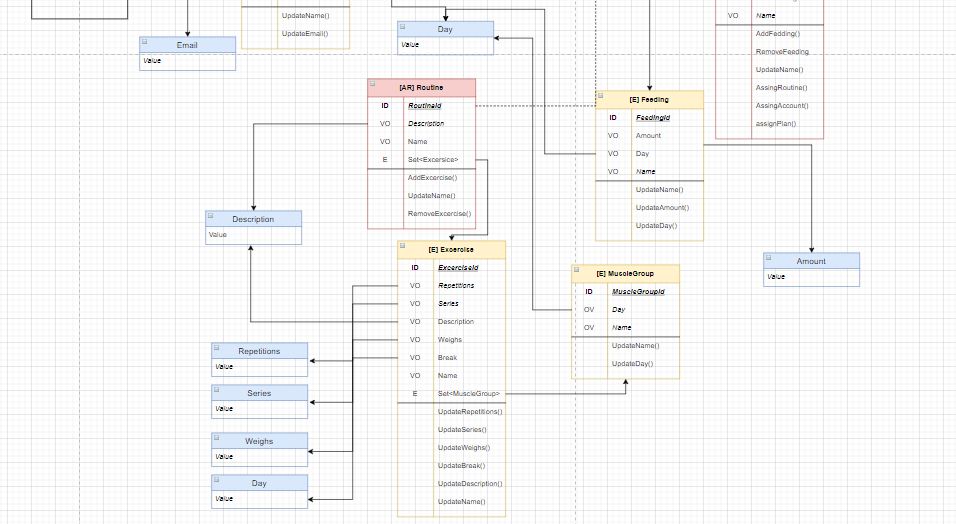 UpdateName()
UpdateEmail()
Email
Value
Day
Value
VO Name
AddFedding()
RemoveFeeding
UpdateName()
AssingRoutine()
AssingAccount()
assignPlan()
[AR] Routine
ID RoutineId
VO Description
VO Name
E Set<Excersice>
AddExcercise()
UpdateName()
RemoveExcercise()
[E] Feeding
ID FeedingId
VO Amount
VO Day
VO Name
UpdateName()
UpdateAmount()
UpdateDay()
Description
Value
[E] Excercise
ID ExcerciseId
VO Repetitions
VO Series
VO Description
VO Weighs
VO Break
VO Name
E Set<MuscleGroup>
UpdateRepetitions()
UpdateSeries()
UpdateWeighs()
UpdateBreak()
UpdateDescription()
UpdateName()
[E] MuscleGroup
ID MuscleGroupId
OV Day
OV Name
UpdateName()
UpdateDay()
Amount
Value
Repetitions
Value
Series
Value
Weighs
Value
Day
Value